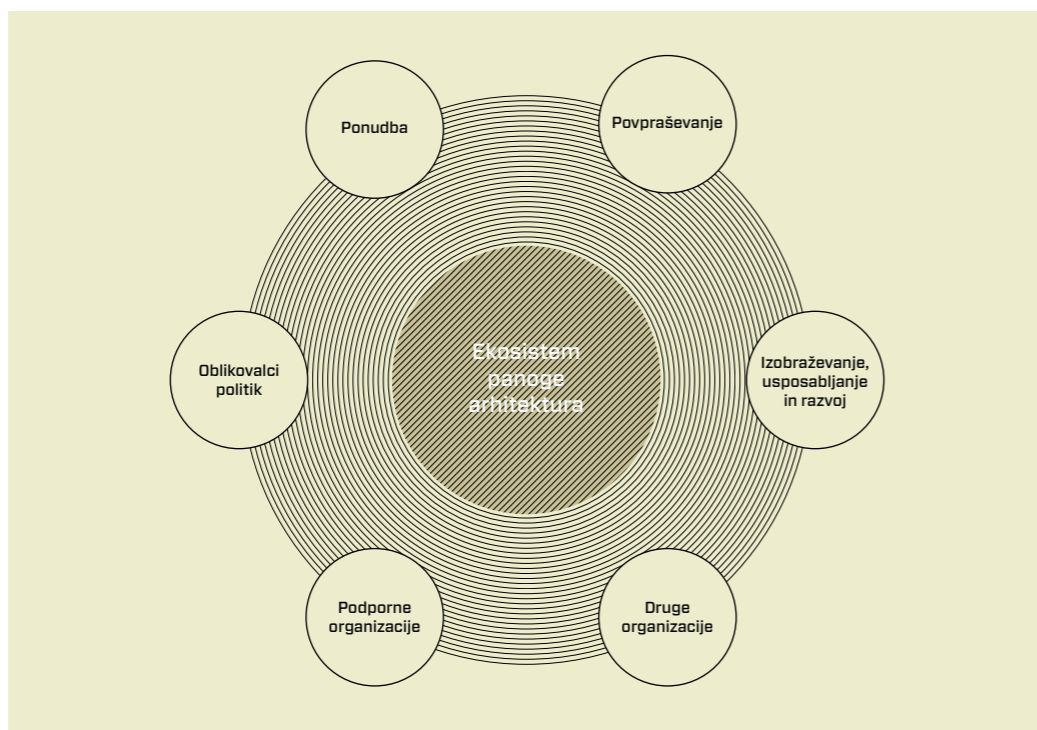 Ponudba
Povpraševanje
Oblikovalci
politik
Ekosistem
panoge
arhitektura
Izobraževanje,
usposabljanje
in razvoj
Podporne
organizacije
Druge
organizacije